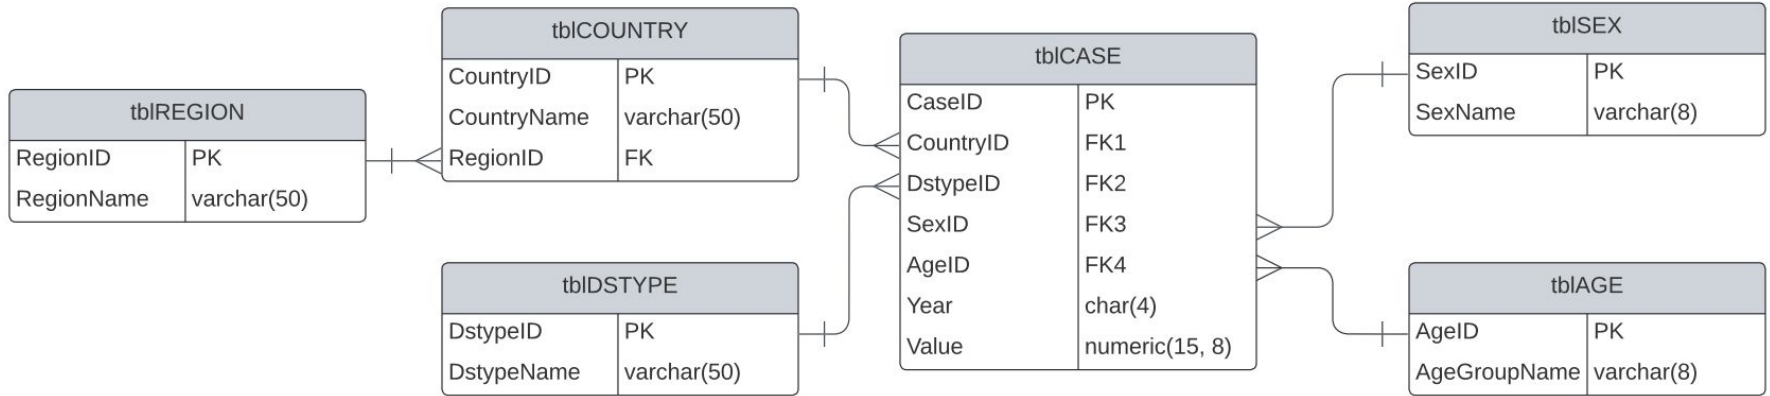 tblREGION
RegionID PK
RegionName varchar(50)
tblCOUNTRY
CountryID PK
CountryName varchar(50)
RegionID FK
tblDSTYPE
DstypeID PK
DstypeName varchar(50)
tblCASE
CaseID PK
CountryID FK1
DstypeID FK2
SexID FK3
AgeID FK4
Year char(4)
Value numeric(15, 8)
tblSEX
SexID PK
SexName varchar(8)
tblAGE
AgeID PK
AgeGroupName varchar(8)